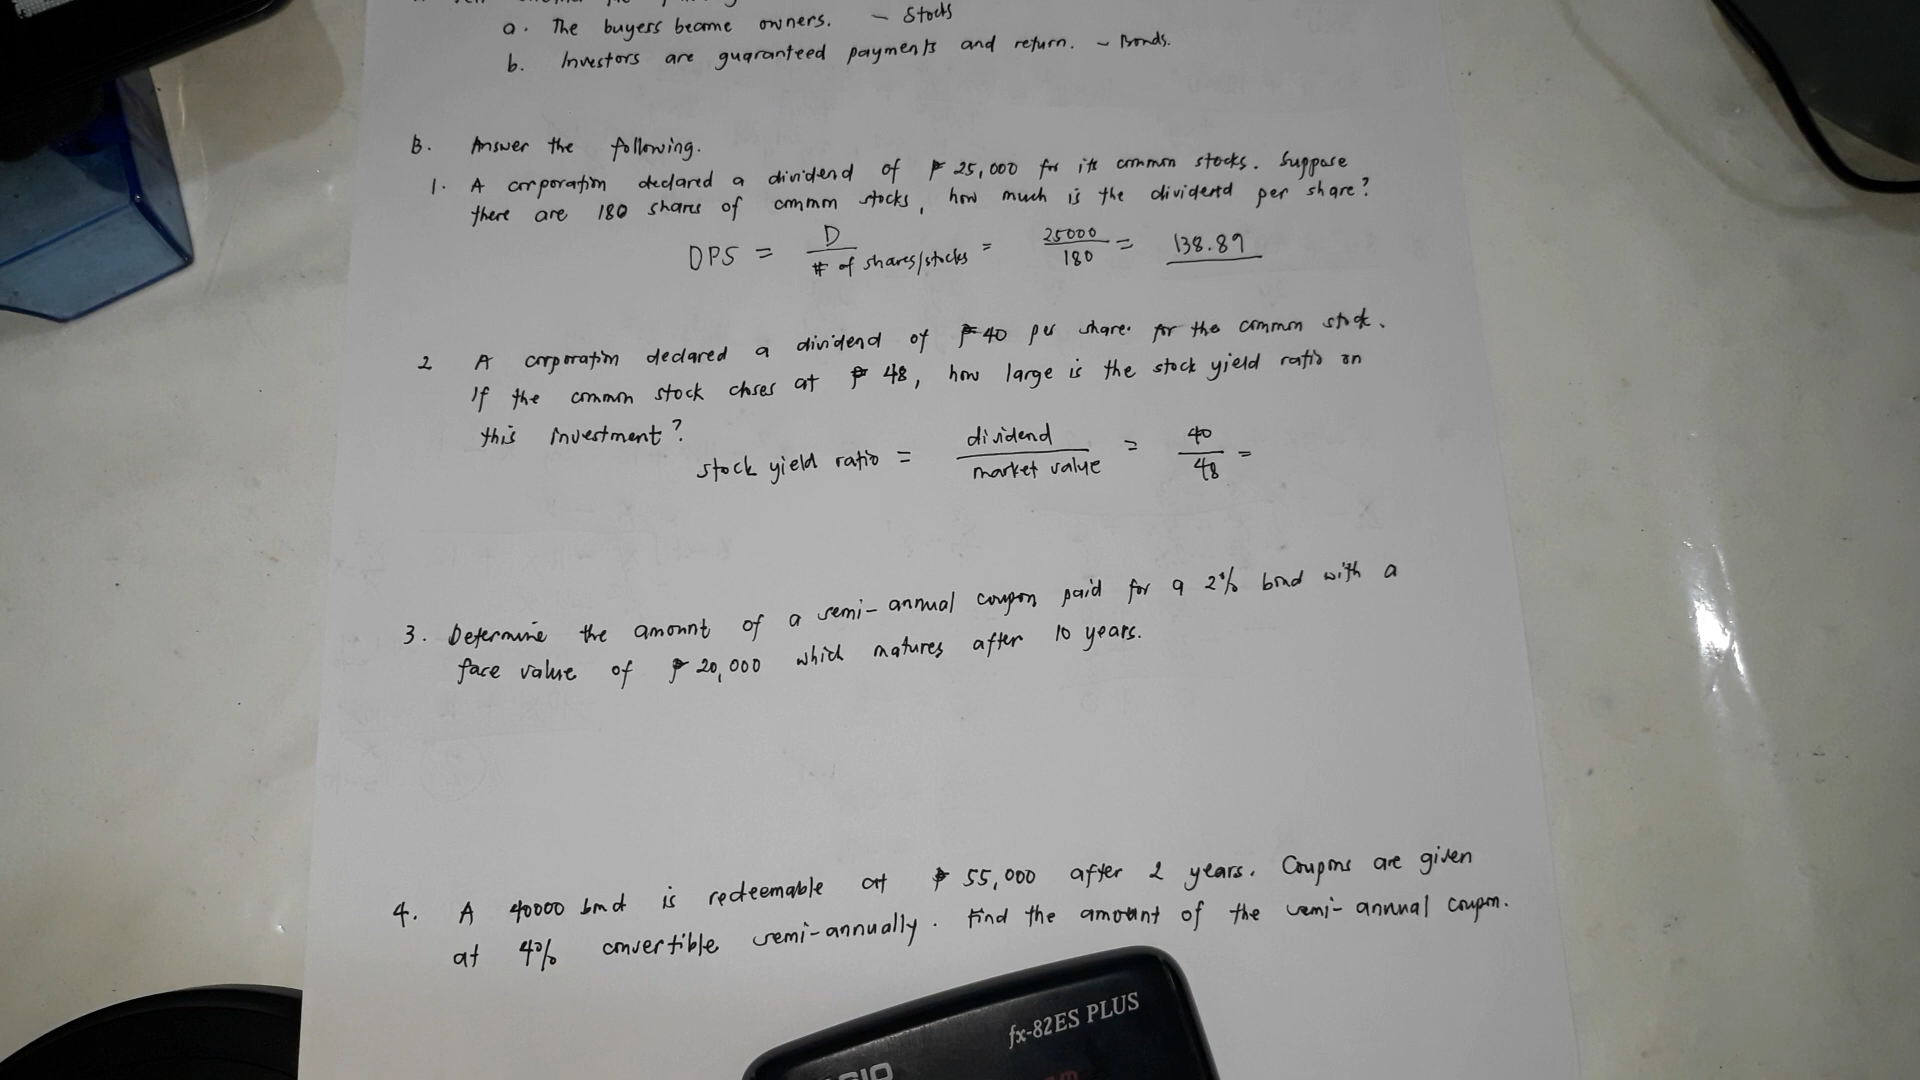 a. The buyers become owners. - Stocks
b. Investors are guaranteed payments and return. - Bonds.
B. Answer the following.
1. A corporation declared a dividend of ₱ 25,000 for its common stocks. Suppose
there are 180 shares of common stocks, how much is the dividend per share?
DPS = D / # of shares/stocks = 25000 / 180 = 138.89
2 A corporation declared a dividend of ₱ 40 per share for the common stock.
If the common stock closes at ₱ 48, how large is the stock yield ratio on
this investment?
stock yield ratio = dividend / market value = 40 / 48 =
3. Determine the amount of a semi-annual coupon paid for a 2% bond with a
face value of ₱ 20,000 which matures after 10 years.
4. A 40000 bond is redeemable at ₱ 55,000 after 2 years. Coupons are given
at 4% convertible semi-annually. Find the amount of the semi-annual coupon.
fx-82ES PLUS